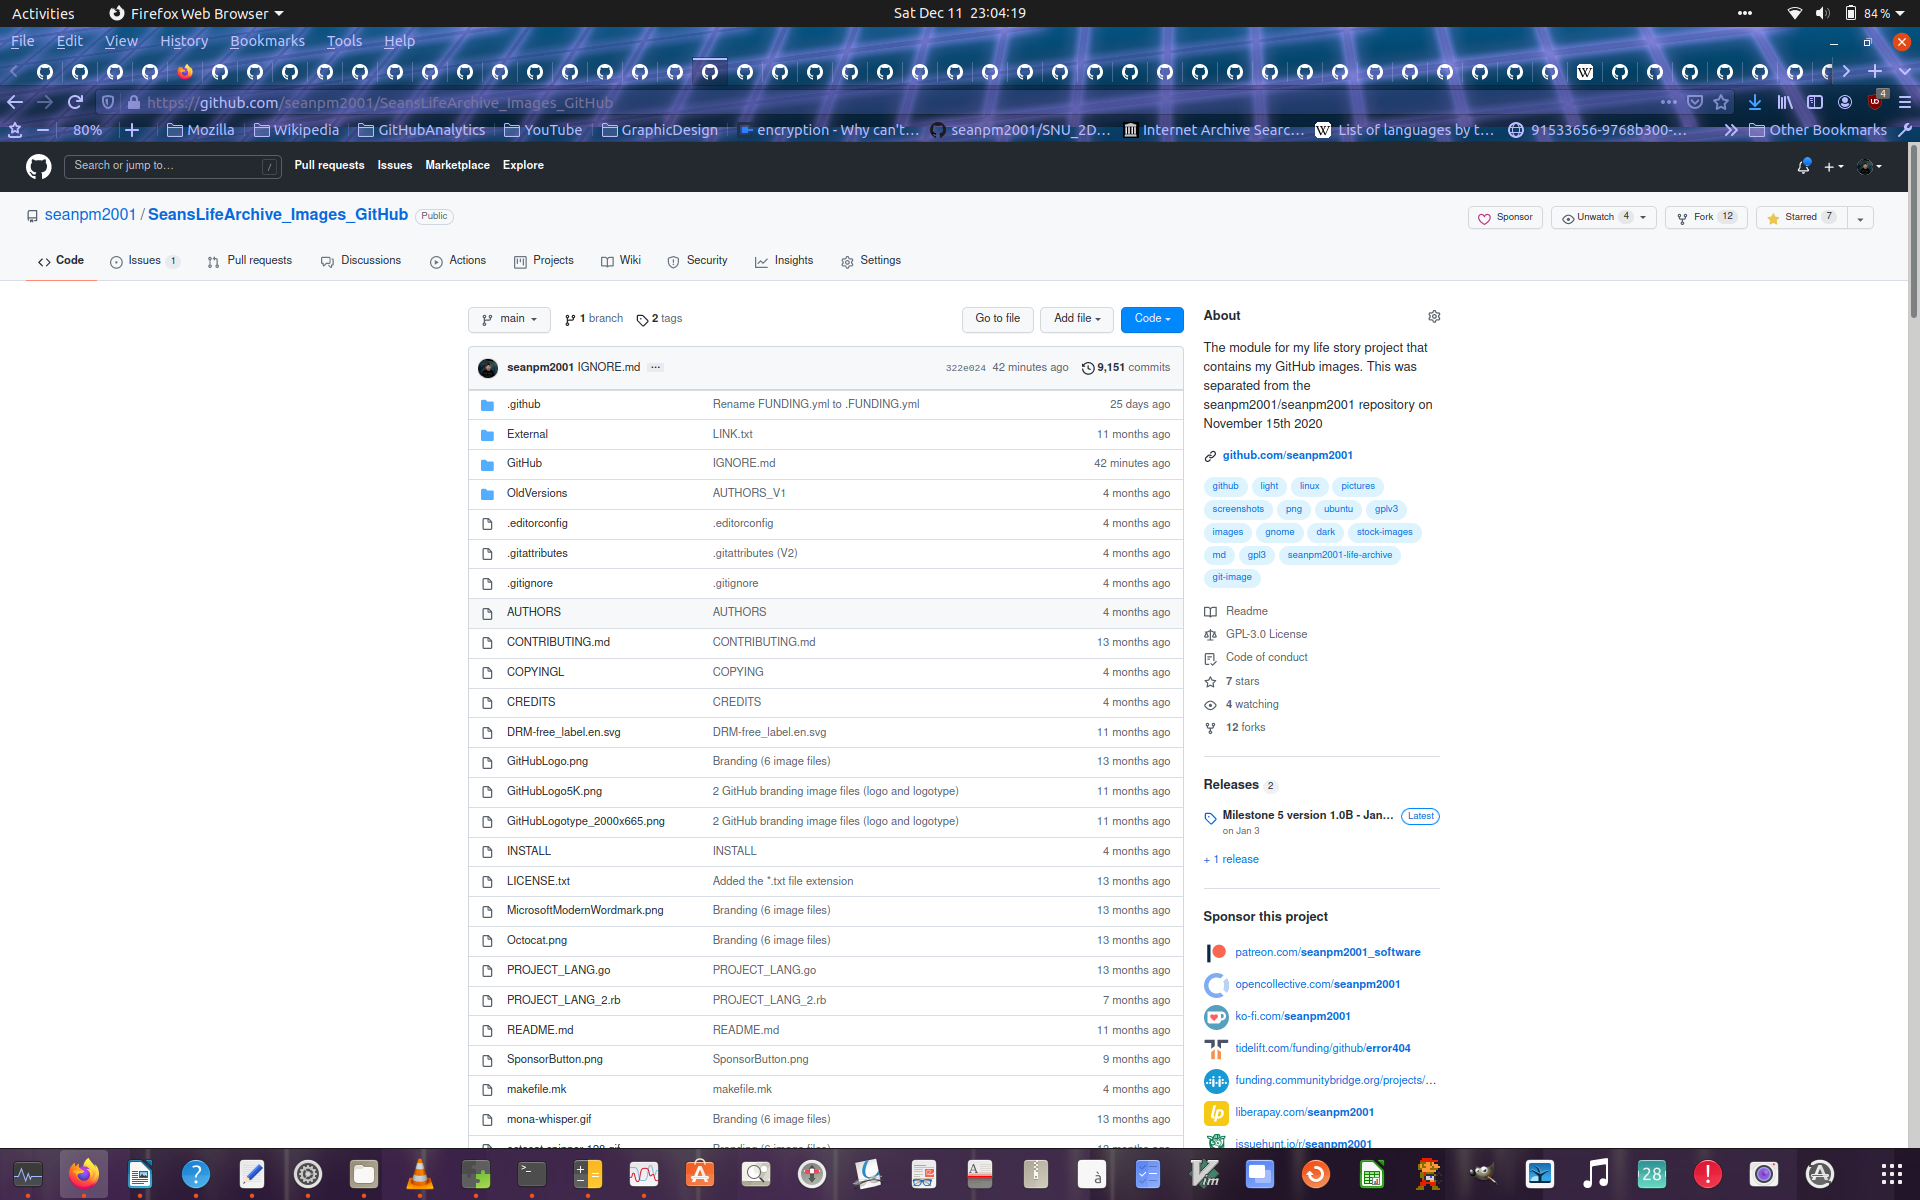 Activities Firefox Web Browser Sat Dec 11 23:04:19 84 %
File Edit View History Bookmarks Tools Help
https://github.com/seanpm2001/SeansLifeArchive_Images_GitHub 4
80% Mozilla Wikipedia GitHubAnalytics YouTube GraphicDesign encryption - Why can't... seanpm2001/SNU_2D... Internet Archive Searc... List of languages by t... 91533656-9768b300-... Other Bookmarks
Search or jump to... / Pull requests Issues Marketplace Explore
seanpm2001 / SeansLifeArchive_Images_GitHub Public Sponsor Unwatch 4 Fork 12 Starred 7
Code Issues 1 Pull requests Discussions Actions Projects Wiki Security Insights Settings
main 1 branch 2 tags Go to file Add file Code
seanpm2001 IGNORE.md ... 322e024 42 minutes ago 9,151 commits
.github Rename FUNDING.yml to .FUNDING.yml 25 days ago
External LINK.txt 11 months ago
GitHub IGNORE.md 42 minutes ago
OldVersions AUTHORS_V1 4 months ago
.editorconfig .editorconfig 4 months ago
.gitattributes .gitattributes (V2) 4 months ago
.gitignore .gitignore 4 months ago
AUTHORS AUTHORS 4 months ago
CONTRIBUTING.md CONTRIBUTING.md 13 months ago
COPYINGL COPYING 4 months ago
CREDITS CREDITS 4 months ago
DRM-free_label.en.svg DRM-free_label.en.svg 11 months ago
GitHubLogo.png Branding (6 image files) 13 months ago
GitHubLogo5K.png 2 GitHub branding image files (logo and logotype) 11 months ago
GitHubLogotype_2000x665.png 2 GitHub branding image files (logo and logotype) 11 months ago
INSTALL INSTALL 4 months ago
LICENSE.txt Added the *.txt file extension 13 months ago
MicrosoftModernWordmark.png Branding (6 image files) 13 months ago
Octocat.png Branding (6 image files) 13 months ago
PROJECT_LANG.go PROJECT_LANG.go 13 months ago
PROJECT_LANG_2.rb PROJECT_LANG_2.rb 7 months ago
README.md README.md 11 months ago
SponsorButton.png SponsorButton.png 9 months ago
makefile.mk makefile.mk 4 months ago
mona-whisper.gif Branding (6 image files) 13 months ago
About
The module for my life story project that
contains my GitHub images. This was
separated from the
seanpm2001/seanpm2001 repository on
November 15th 2020
github.com/seanpm2001
github light linux pictures
screenshots png ubuntu gplv3
images gnome dark stock-images
md gpl3 seanpm2001-life-archive
git-image
Readme
GPL-3.0 License
Code of conduct
7 stars
4 watching
12 forks
Releases 2
Milestone 5 version 1.0B - Jan... Latest
on Jan 3
+ 1 release
Sponsor this project
patreon.com/seanpm2001_software
opencollective.com/seanpm2001
ko-fi.com/seanpm2001
tidelift.com/funding/github/error404
funding.communitybridge.org/projects/...
liberapay.com/seanpm2001
issuehunt.io/r/seanpm2001
28